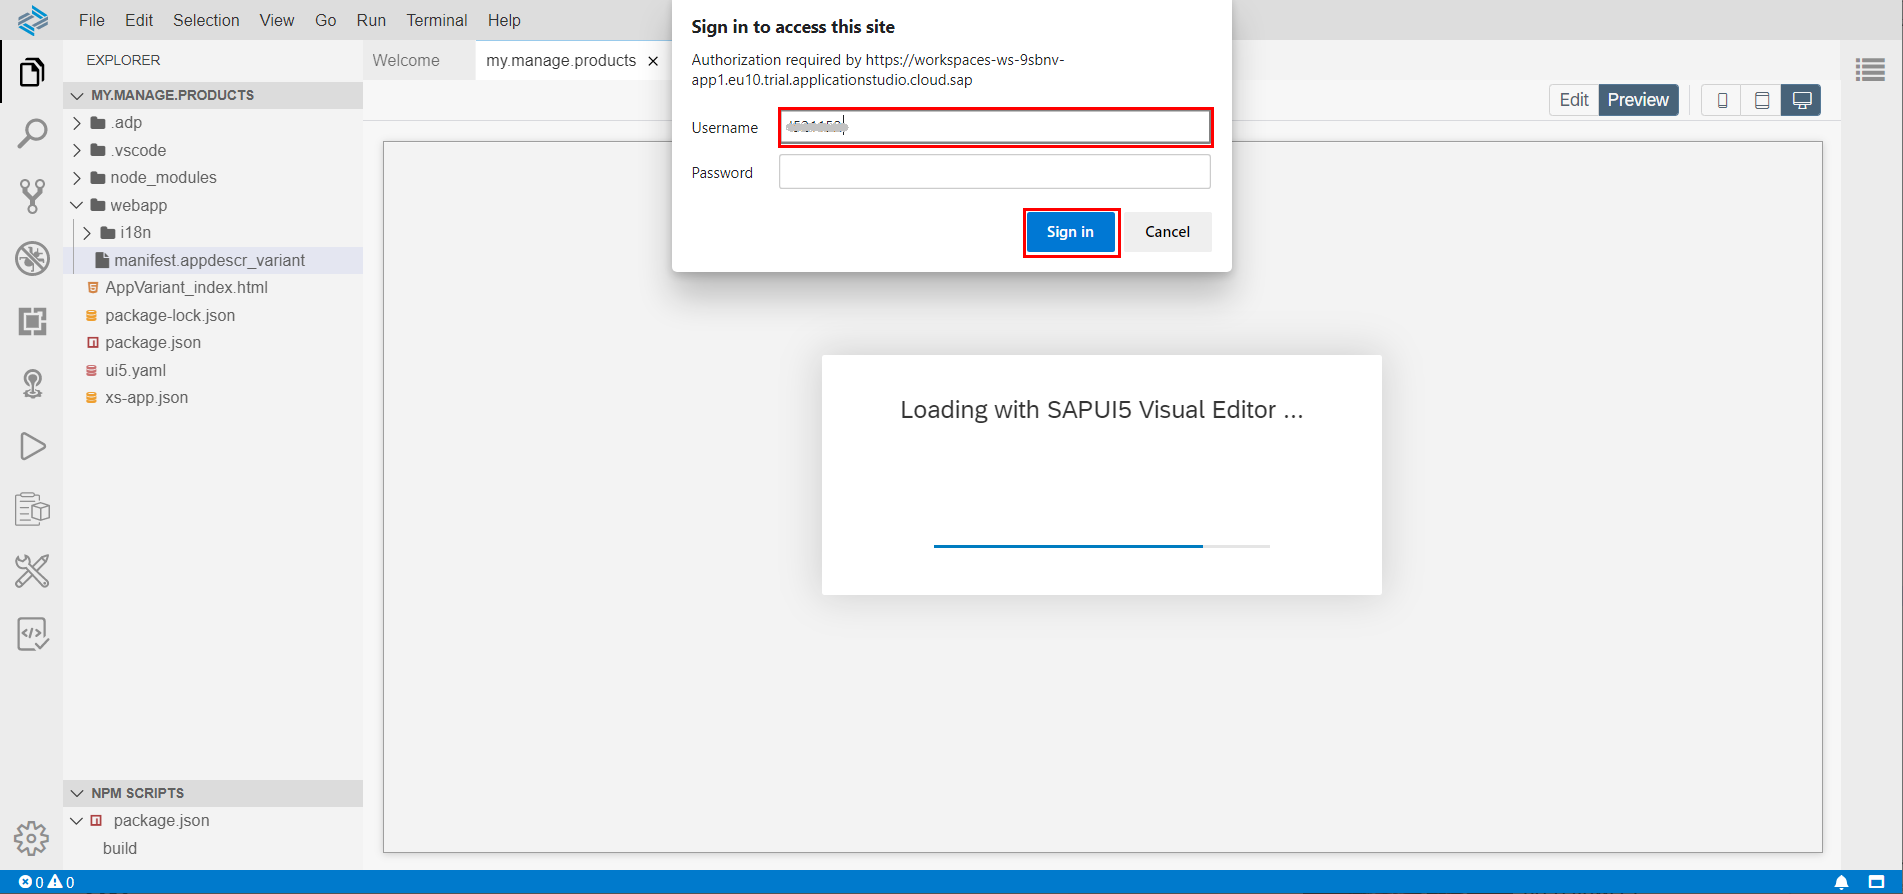 File Edit Selection View Go Run Terminal Help
EXPLORER
MY.MANAGE.PRODUCTS
.adp
.vscode
node_modules
webapp
i18n
manifest.appdescr_variant
AppVariant_index.html
package-lock.json
package.json
ui5.yaml
xs-app.json
NPM SCRIPTS
package.json
build
0 0
Welcome
my.manage.products
Edit Preview
Sign in to access this site
Authorization required by https://workspaces-ws-9sbnv-
app1.eu10.trial.applicationstudio.cloud.sap
Username
Password
Sign in
Cancel
Loading with SAPUI5 Visual Editor ...